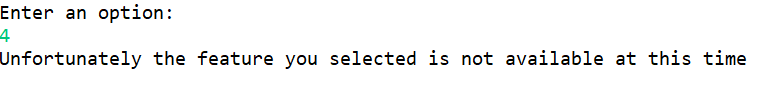 Enter an option:
4
Unfortunately the feature you selected is not available at this time